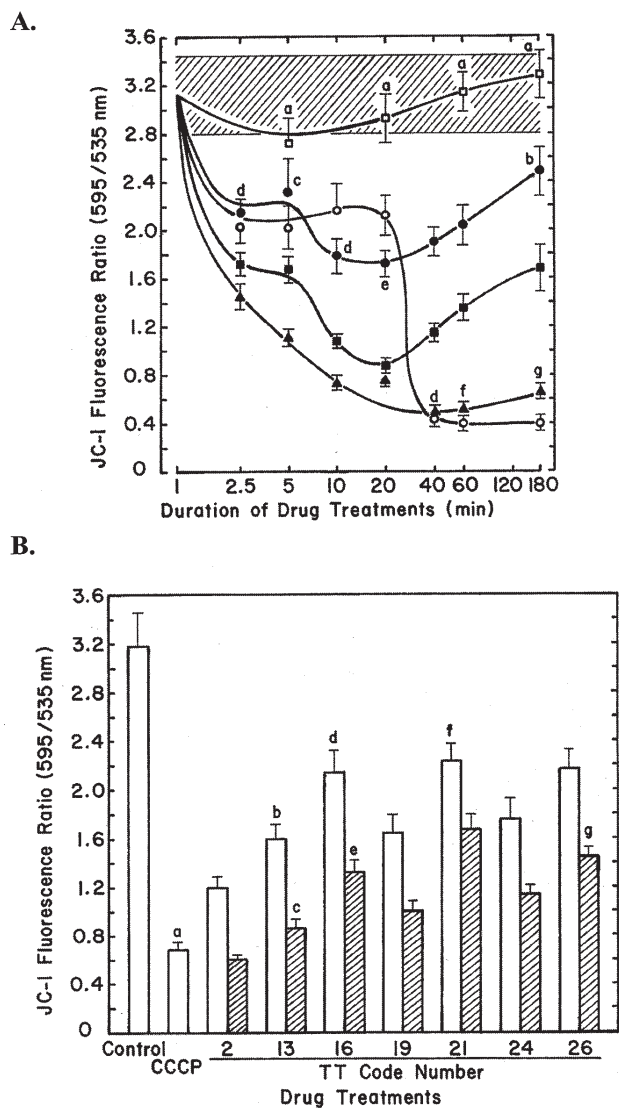 A.
JC-1 Fluorescence Ratio (595/535 nm)
3.6
3.2
2.8
2.4
2.0
1.6
1.2
0.8
0.4
0
a
a
a
a
d
c
d
e
b
d
f
g
1 2.5 5 10 20 40 60 120 180
Duration of Drug Treatments (min)
B.
JC-1 Fluorescence Ratio (595/535 nm)
3.6
3.2
2.8
2.4
2.0
1.6
1.2
0.8
0.4
0
a
b
c
d
e
f
g
Control CCCP 2 13 16 19 21 24 26
TT Code Number
Drug Treatments